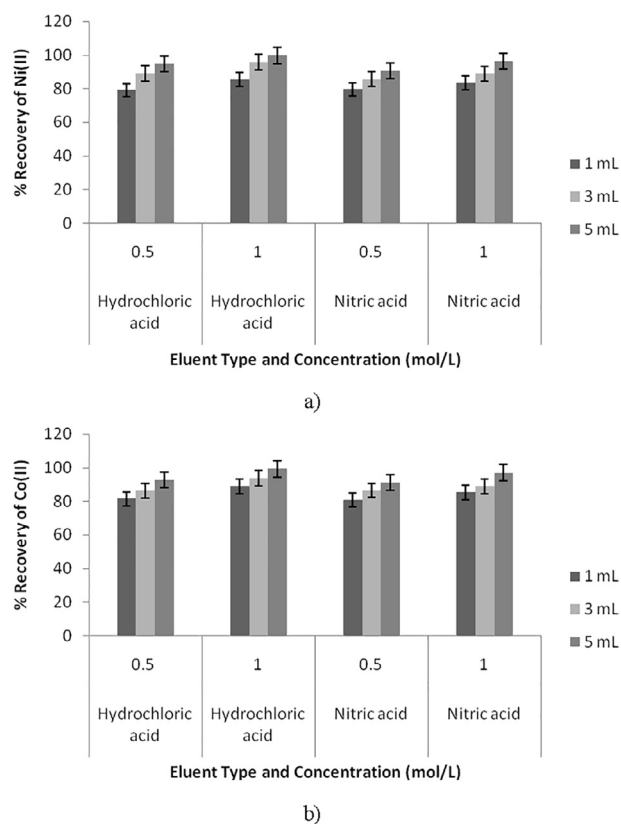 120
100
80
60
40
20
0
% Recovery of Ni(II)
0.5 1 0.5 1
Hydrochloric acid Hydrochloric acid Nitric acid Nitric acid
Eluent Type and Concentration (mol/L)
1 mL
3 mL
5 mL
a)
120
100
80
60
40
20
0
% Recovery of Co(II)
0.5 1 0.5 1
Hydrochloric acid Hydrochloric acid Nitric acid Nitric acid
Eluent Type and Concentration (mol/L)
1 mL
3 mL
5 mL
b)